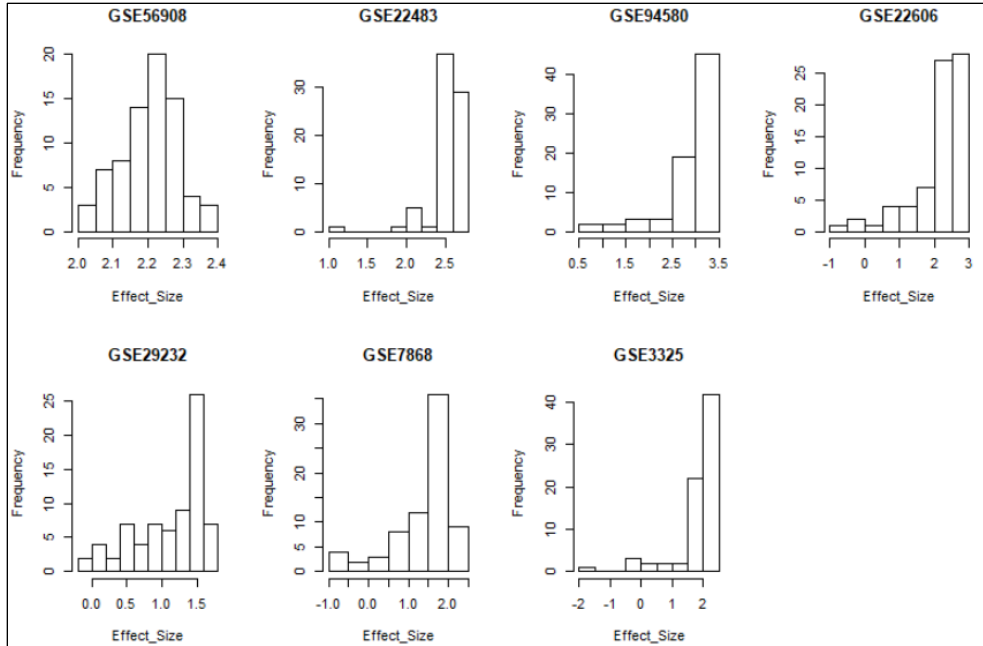 GSE56908
Frequency
0 5 10 15 20
2.0 2.1 2.2 2.3 2.4
Effect_Size
GSE22483
Frequency
0 10 20 30
1.0 1.5 2.0 2.5
Effect_Size
GSE94580
Frequency
0 10 20 30 40
0.5 1.5 2.5 3.5
Effect_Size
GSE22606
Frequency
0 5 10 15 20 25
-1 0 1 2 3
Effect_Size
GSE29232
Frequency
0 5 10 15 20 25
0.0 0.5 1.0 1.5
Effect_Size
GSE7868
Frequency
0 5 10 20 30
-1.0 0.0 1.0 2.0
Effect_Size
GSE3325
Frequency
0 10 20 30 40
-2 -1 0 1 2
Effect_Size